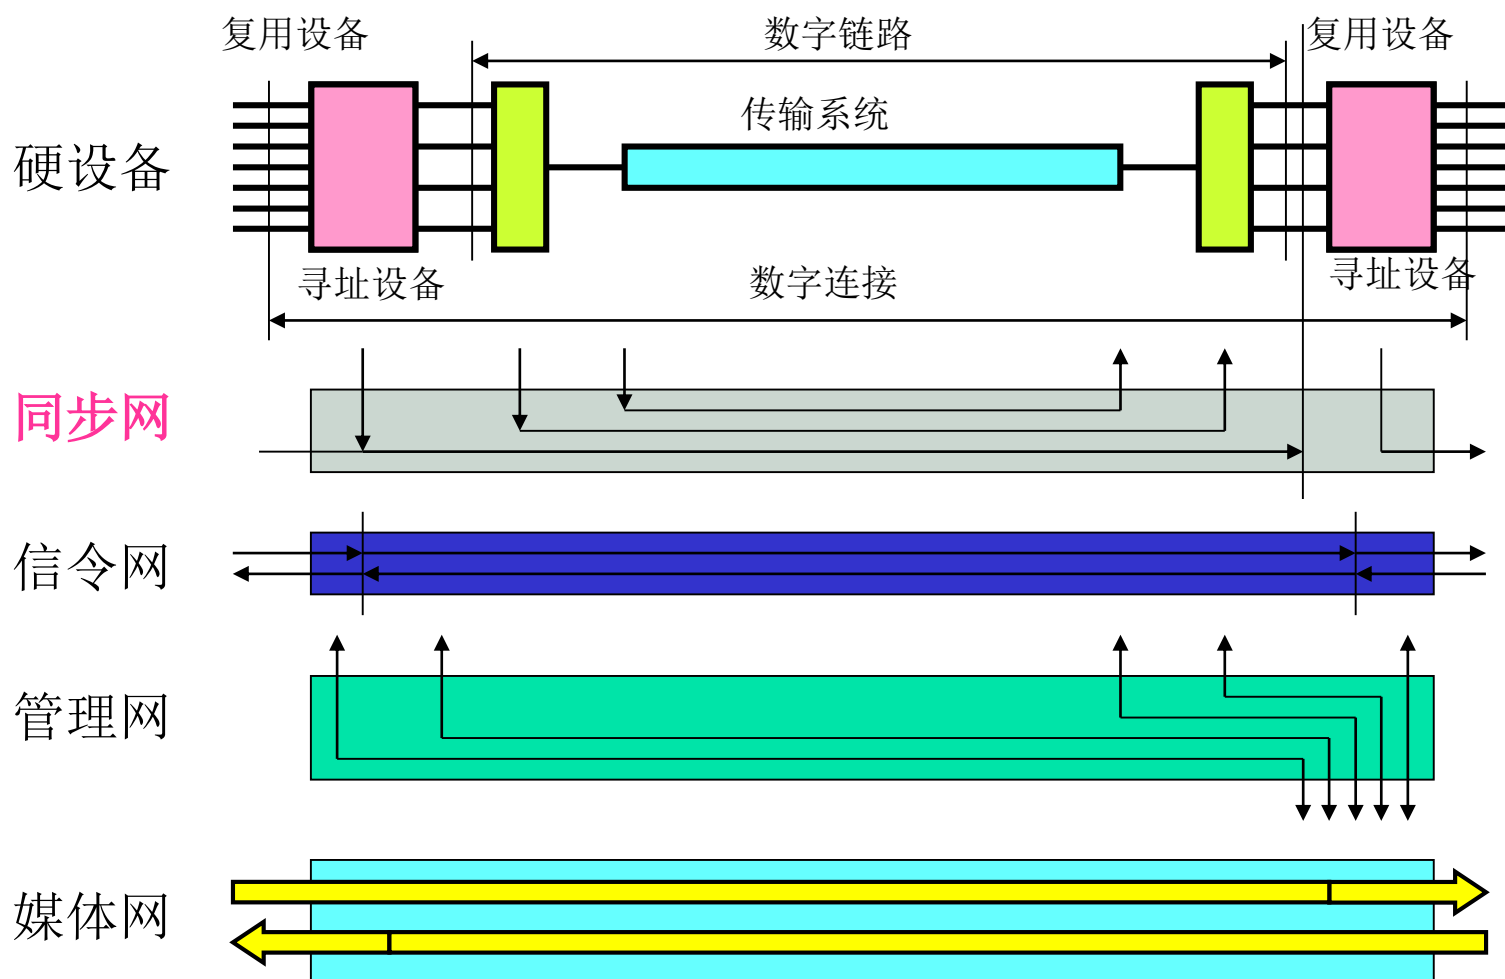 复用设备
数字链路
复用设备
传输系统
硬设备
寻址设备
数字连接
寻址设备
同步网
信令网
管理网
媒体网